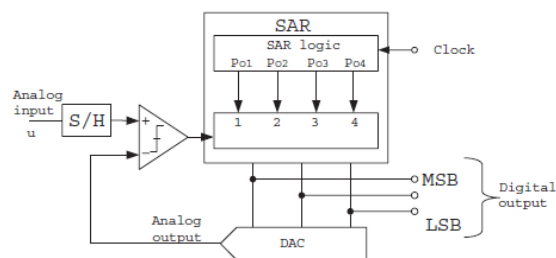 SAR
SAR logic
Po1 Po2 Po3 Po4
Clock
Analog
input
u
S/H
+
−
1 2 3 4
MSB
LSB
Digital
output
Analog
output
DAC